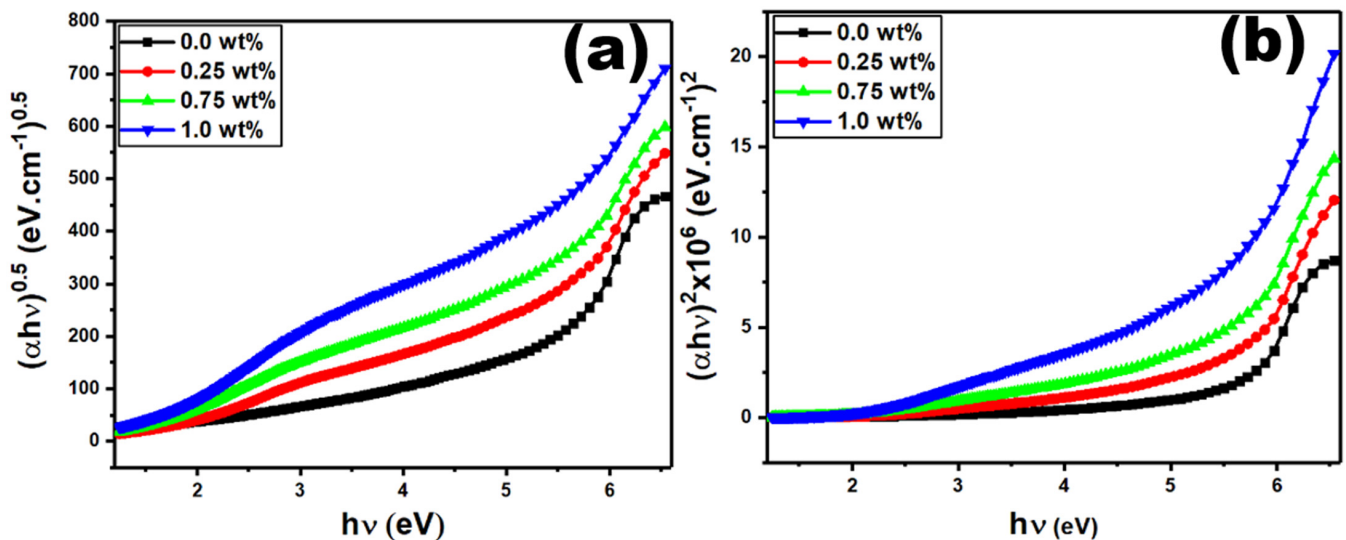 (a)
0.0 wt%
0.25 wt%
0.75 wt%
1.0 wt%
800
700
600
500
400
300
200
100
0
2
3
4
5
6
(αhν)^0.5 (eV.cm^-1)^0.5
hν (eV)
(b)
0.0 wt%
0.25 wt%
0.75 wt%
1.0 wt%
20
15
10
5
0
2
3
4
5
6
(αhν)^2x10^6 (eV.cm^-1)^2
hν (eV)